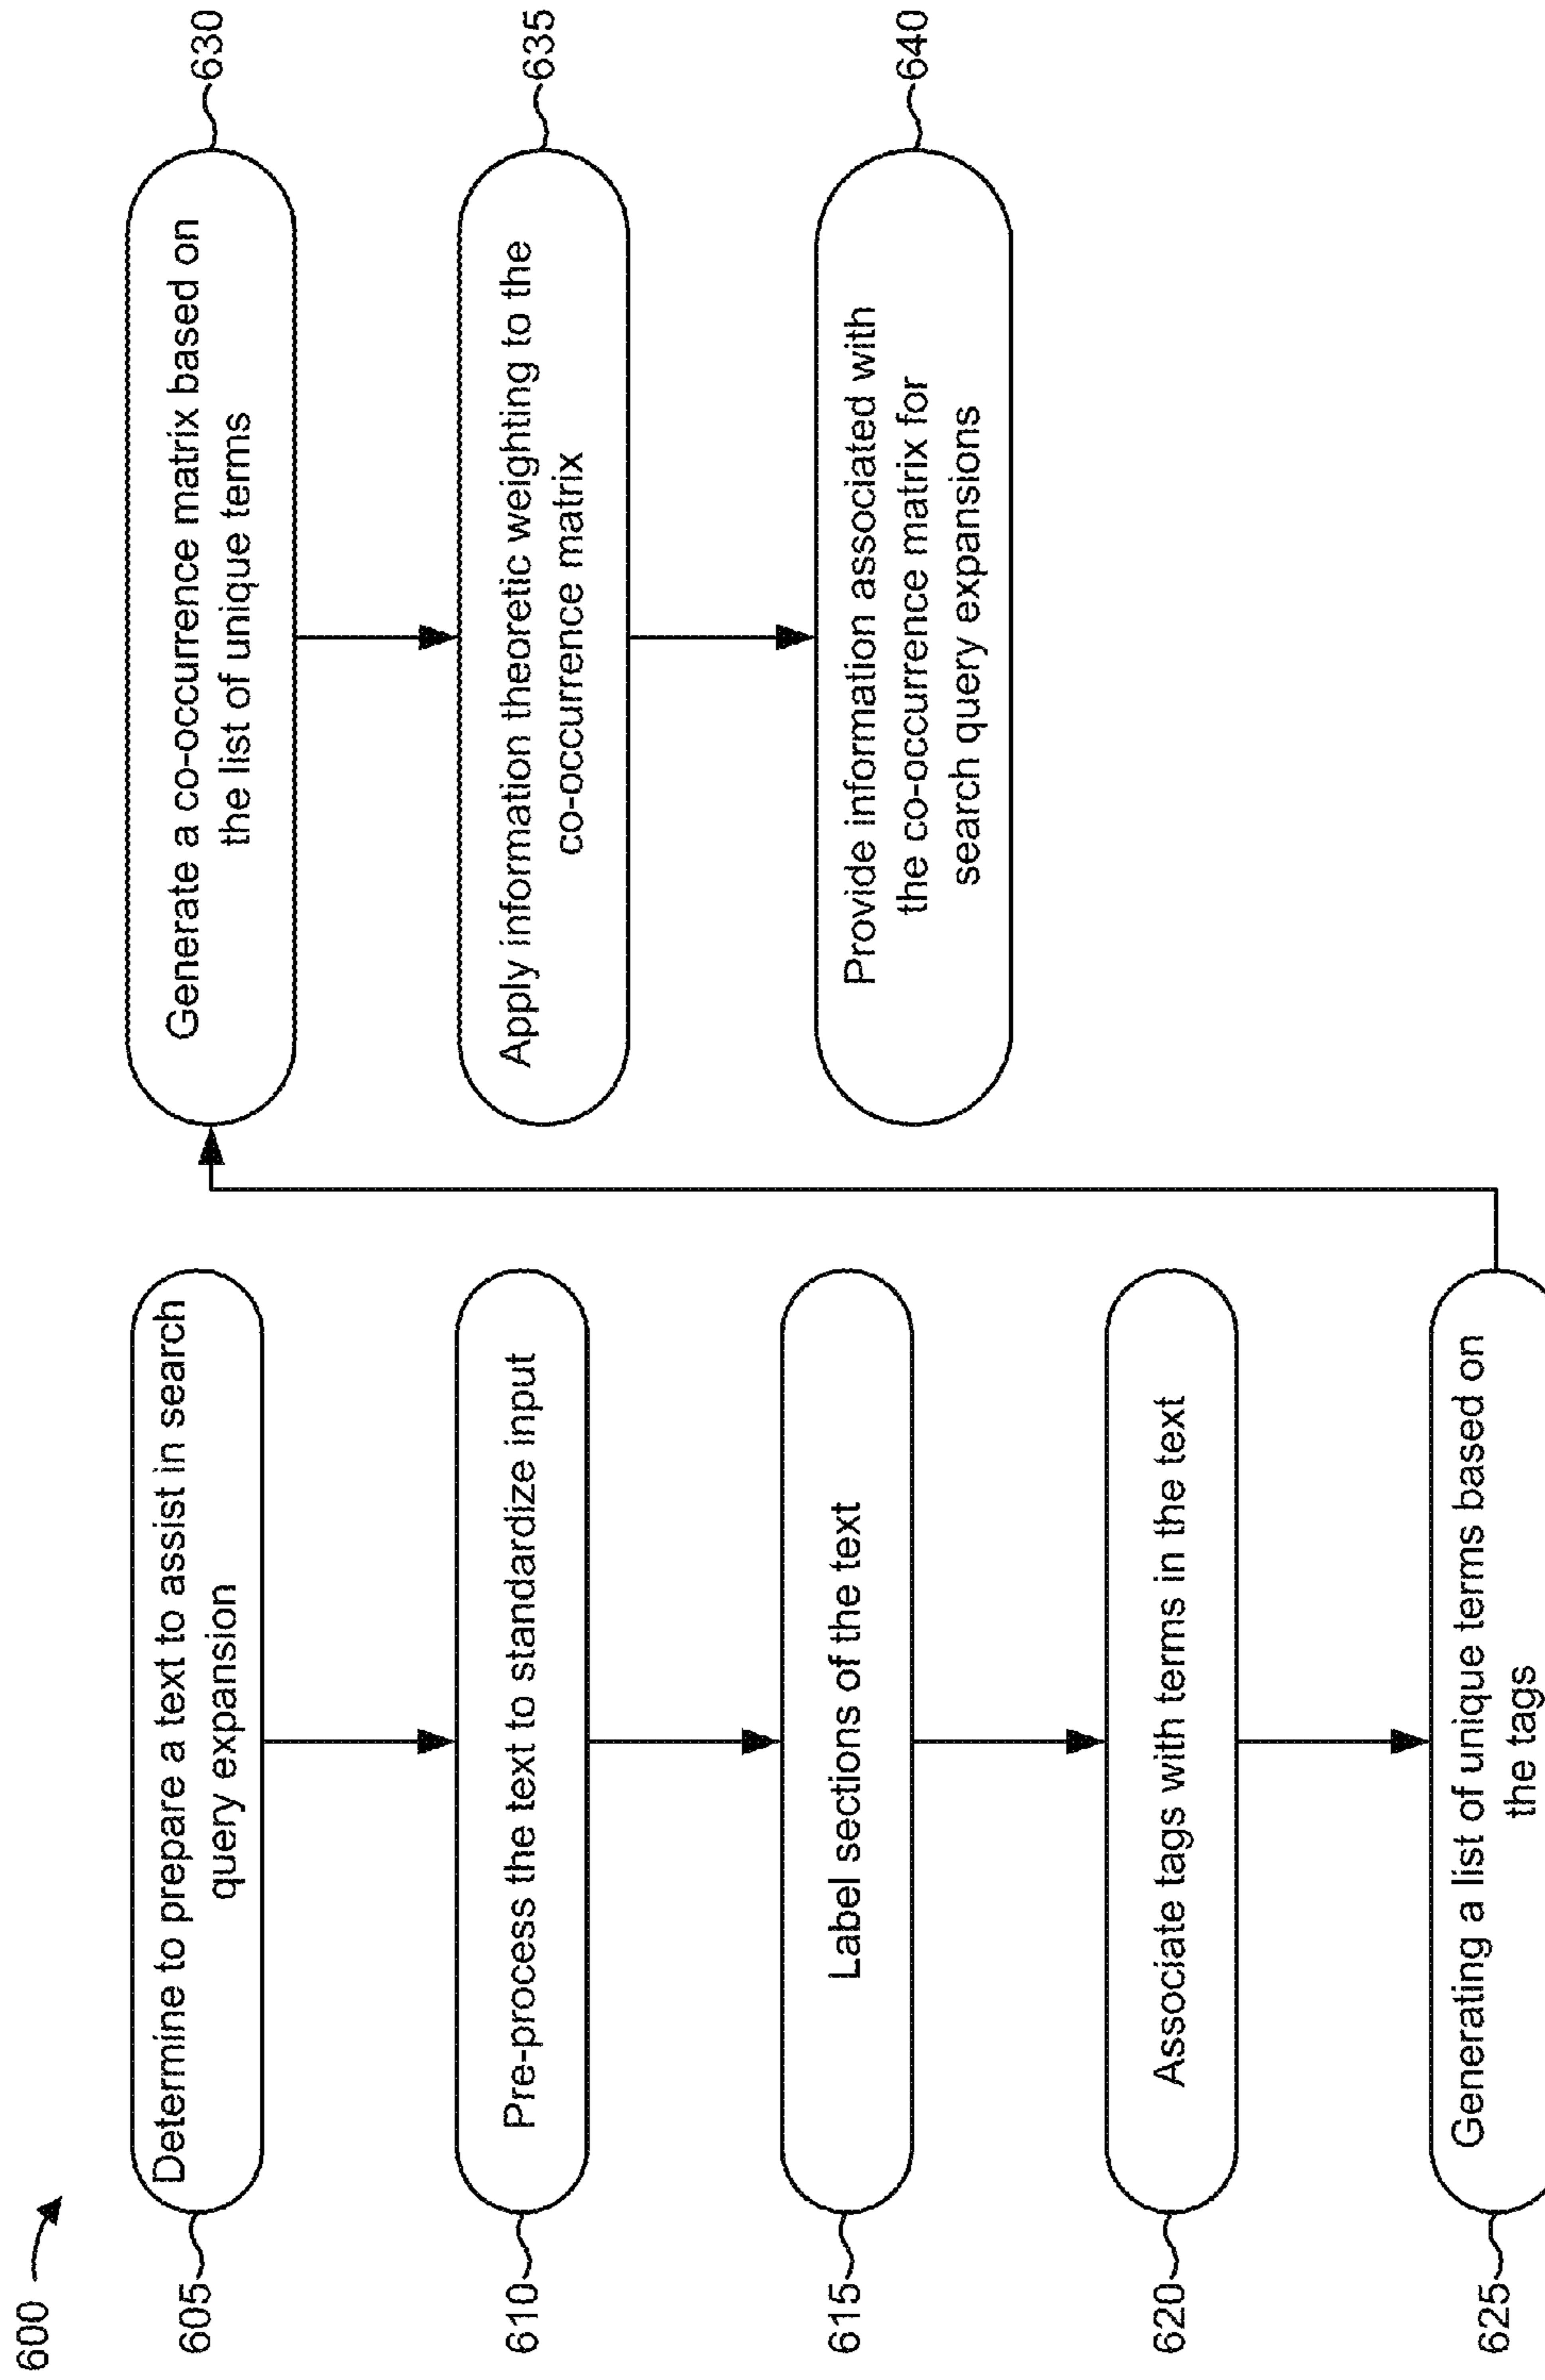 600
605
Determine to prepare a text to assist in search
query expansion
610
Pre-process the text to standardize input
615
Label sections of the text
620
Associate tags with terms in the text
625
Generating a list of unique terms based on
the tags
Generate a co-occurrence matrix based on
the list of unique terms
630
Apply information theoretic weighting to the
co-occurrence matrix
635
Provide information associated with
the co-occurrence matrix for
search query expansions
640